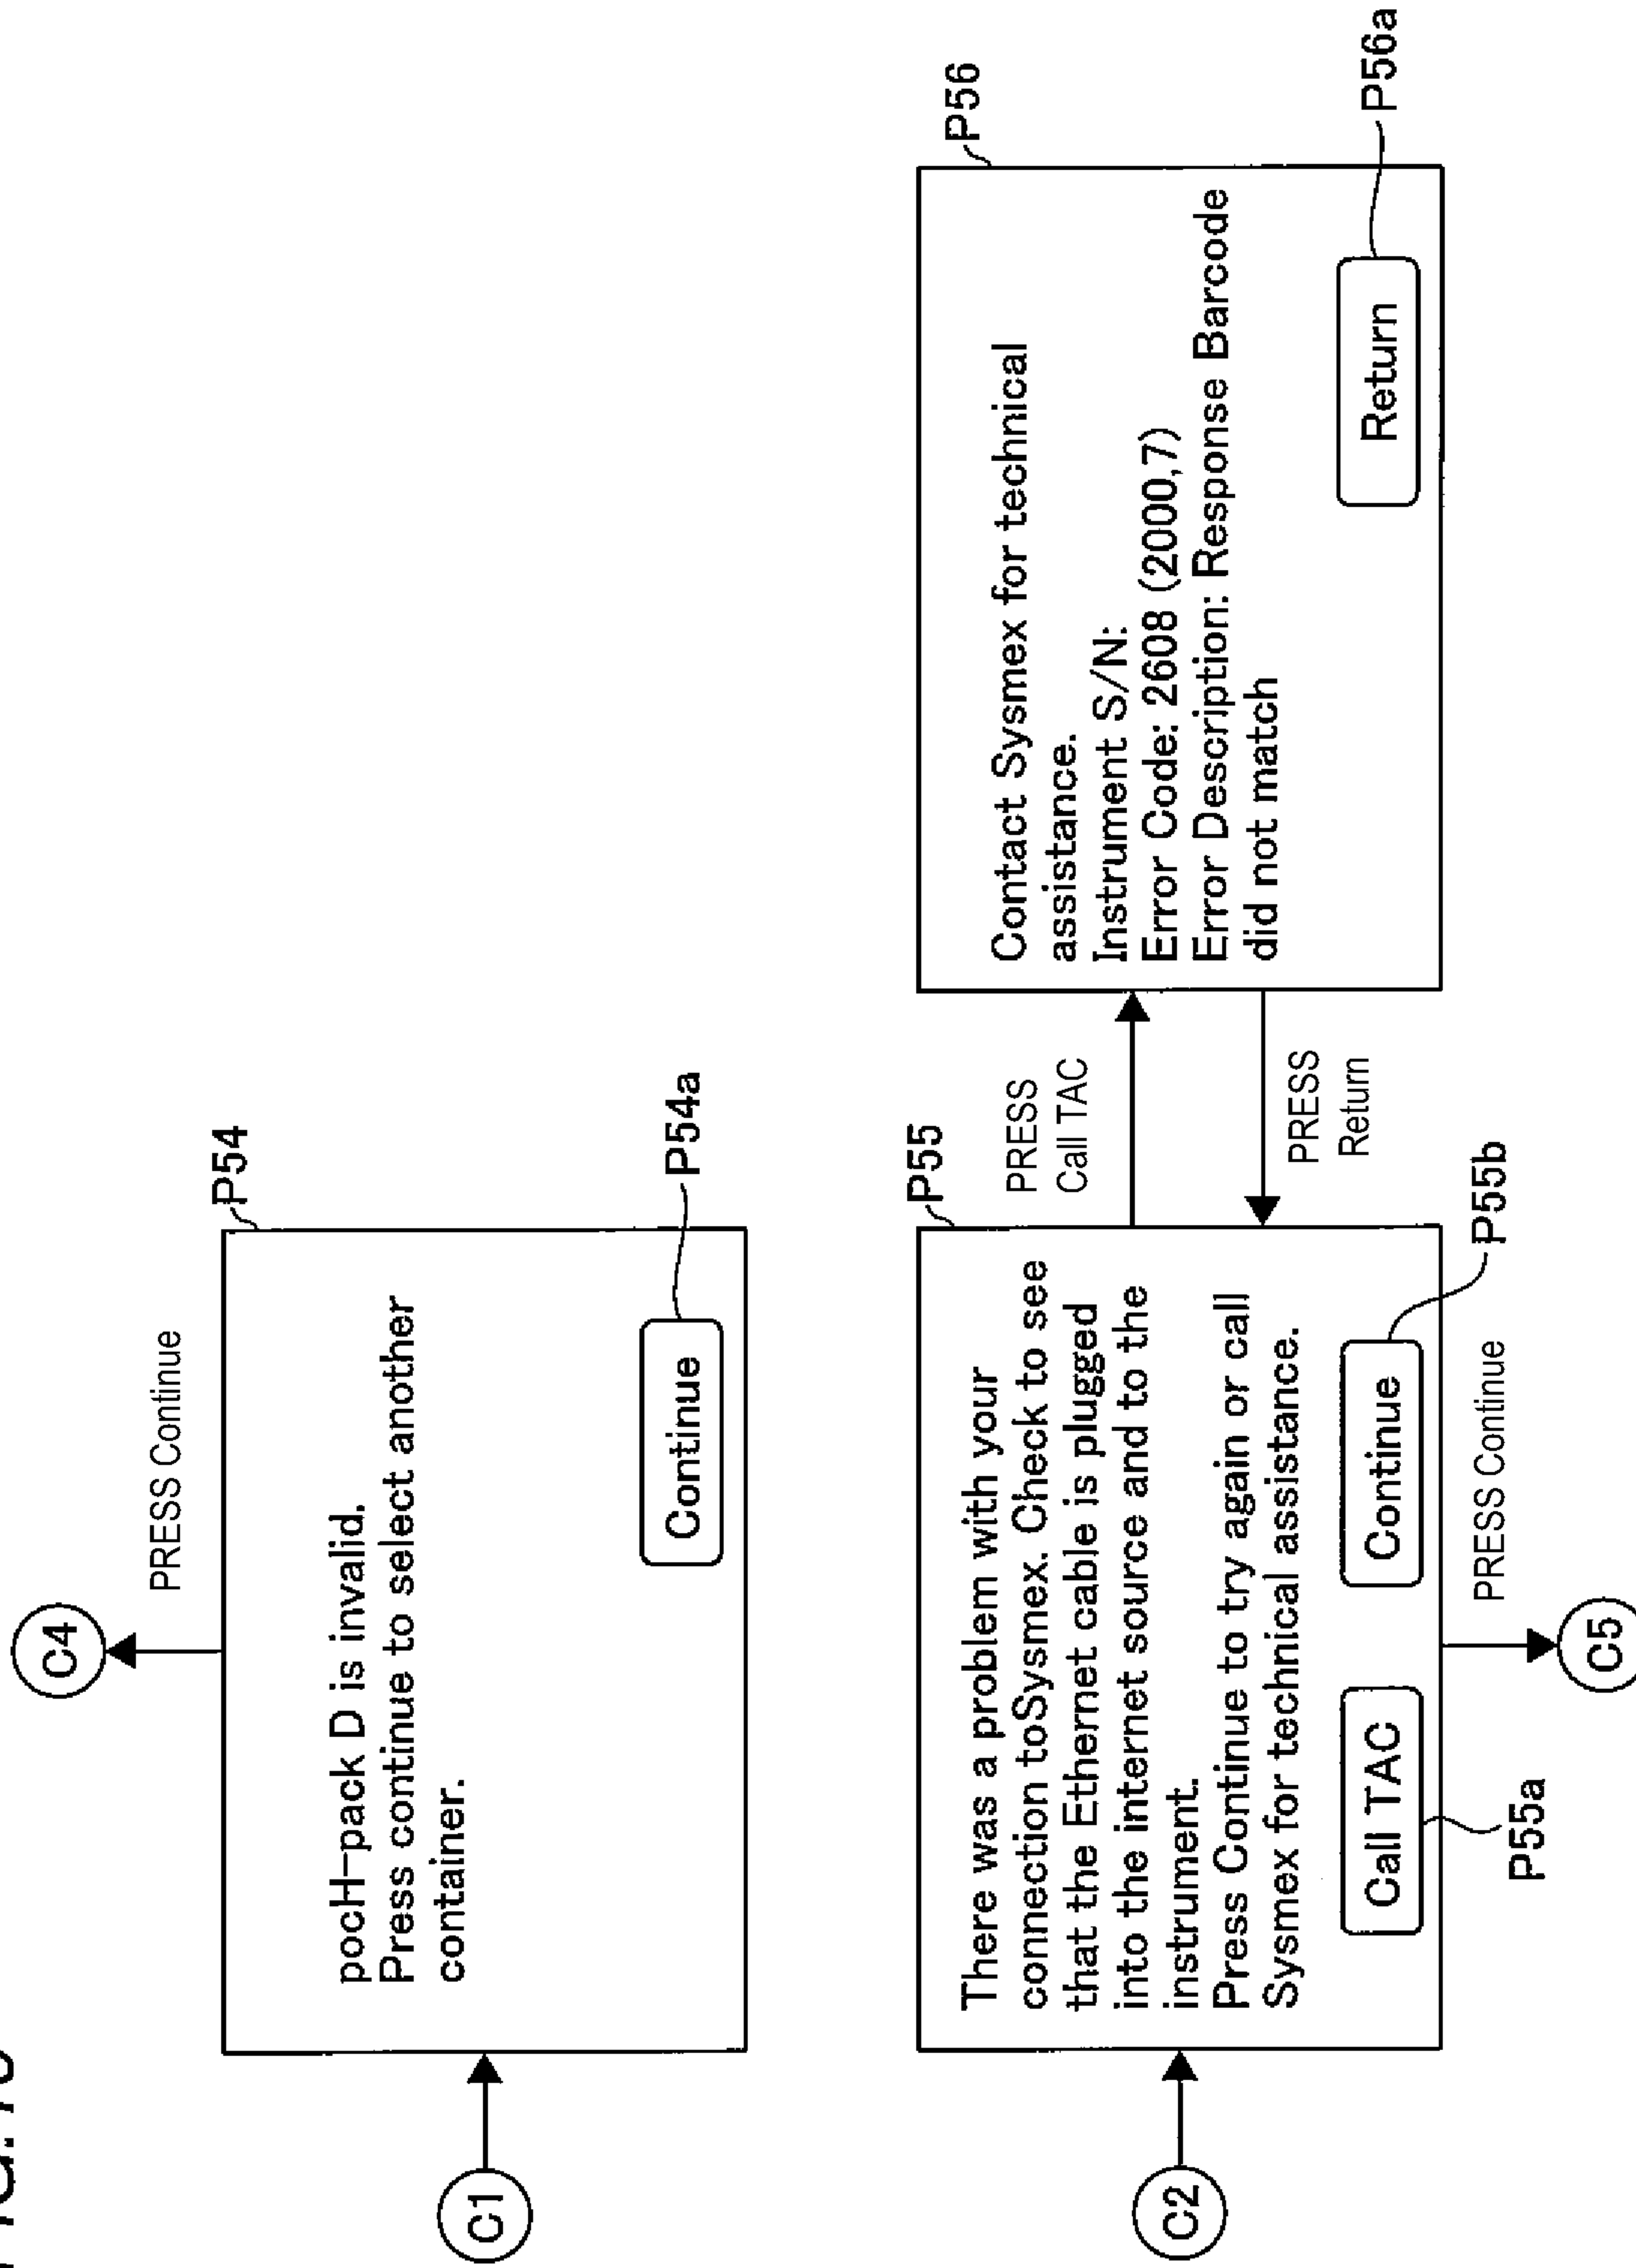 C4
PRESS Continue
P54
pocH-pack D is invalid.
Press continue to select another
container.
Continue
P54a
C1
P55
There was a problem with your
connection toSysmex. Check to see
that the Ethernet cable is plugged
into the internet source and to the
instrument.
Press Continue to try again or call
Sysmex for technical assistance.
Call TAC
Continue
P55a
P55b
C2
PRESS
Call TAC
PRESS
Return
PRESS Continue
C5
P56
Contact Sysmex for technical
assistance.
Instrument S/N:
Error Code: 2608 (2000,7)
Error Description: Response Barcode
did not match
Return
P56a